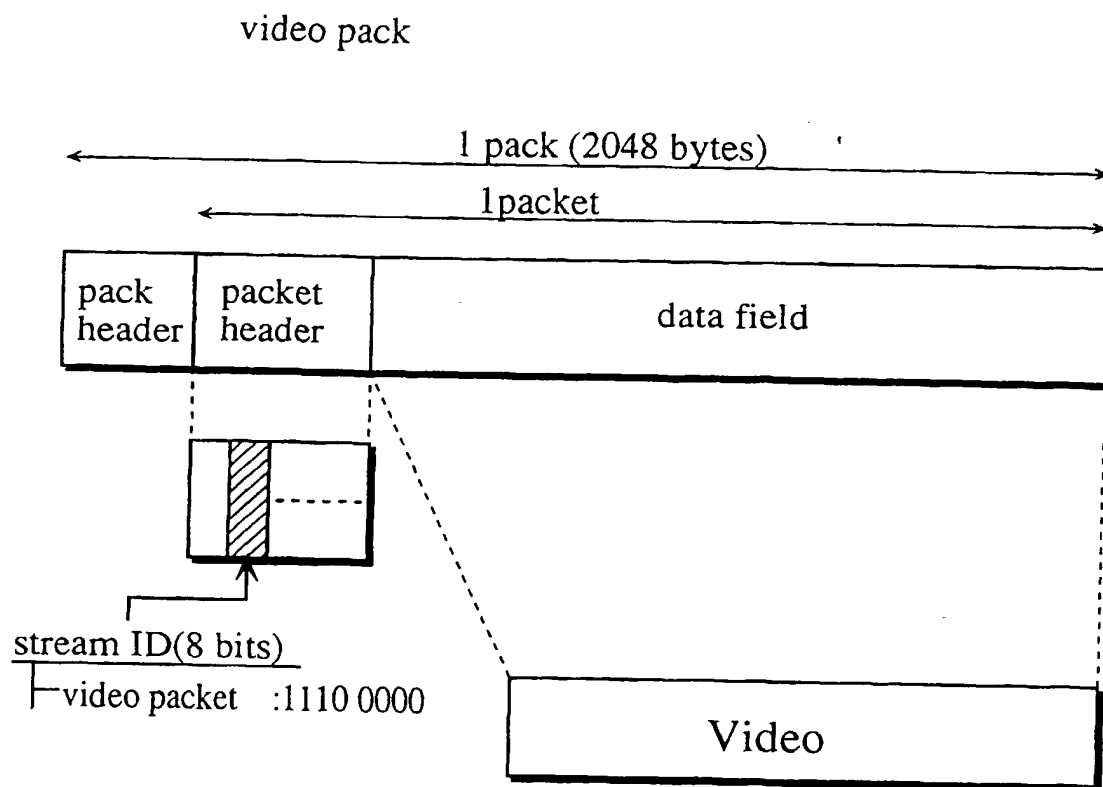 video pack
1 pack (2048 bytes)
1packet
pack
header
packet
header
data field
stream ID(8 bits)
video packet :1110 0000
Video